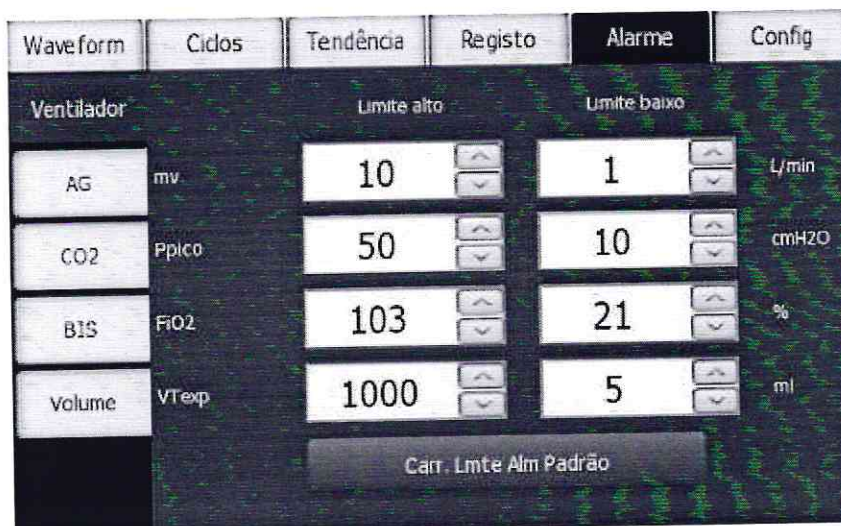 Waveform Ciclos Tendência Registo Alarme Config
Ventilador Limite alto Limite baixo
AG mv 10 1 L/min
CO2 Ppico 50 10 cmH2O
BIS FiO2 103 21 %
Volume VTexp 1000 5 ml
Carr. Lmte Alm Padrão